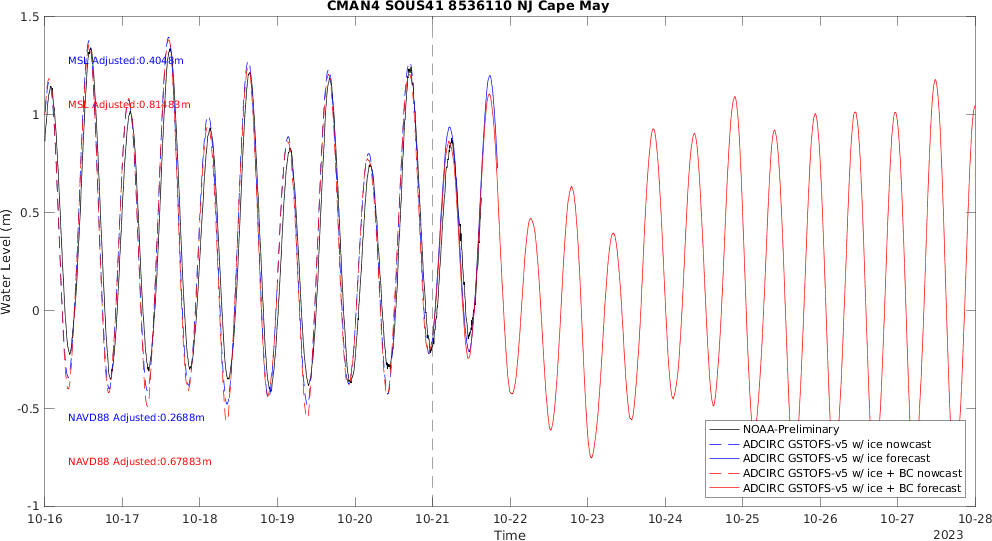 CMAN4 SOUS41 8536110 NJ Cape May
1.5
MSL Adjusted:0.4048m
MSL Adjusted:0.81483m
1
0.5
Water Level (m)
0
-0.5
NAVD88 Adjusted:0.2688m
NAVD88 Adjusted:0.67883m
NOAA-Preliminary
ADCIRC GSTOFS-v5 w/ ice nowcast
ADCIRC GSTOFS-v5 w/ ice forecast
ADCIRC GSTOFS-v5 w/ ice + BC nowcast
ADCIRC GSTOFS-v5 w/ ice + BC forecast
-1
10-16 10-17 10-18 10-19 10-20 10-21 10-22 10-23 10-24 10-25 10-26 10-27 10-28
Time
2023